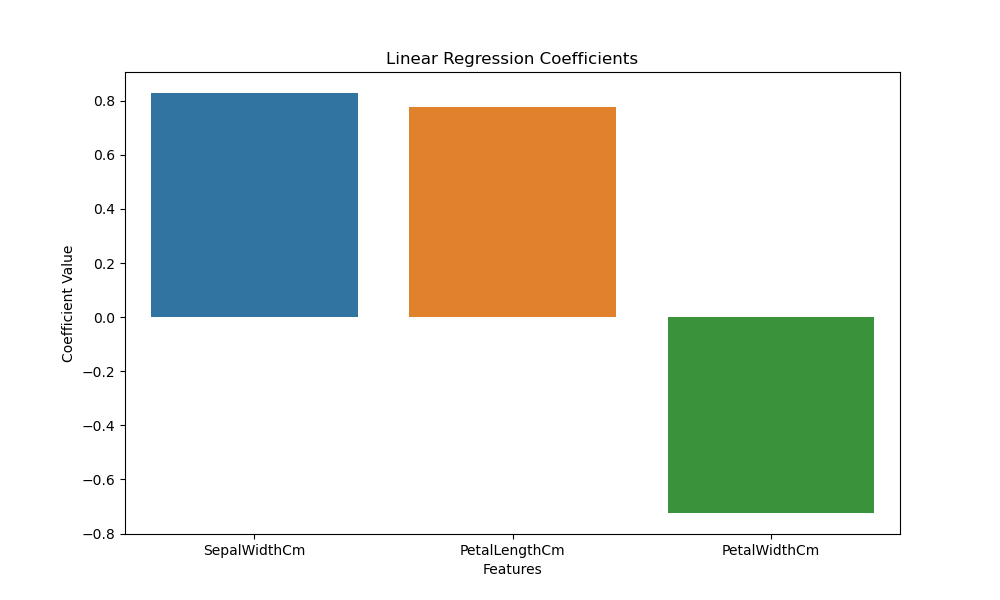 Linear Regression Coefficients
0.8
0.6
0.4
0.2
0.0
−0.2
−0.4
−0.6
−0.8
Coefficient Value
SepalWidthCm PetalLengthCm PetalWidthCm
Features